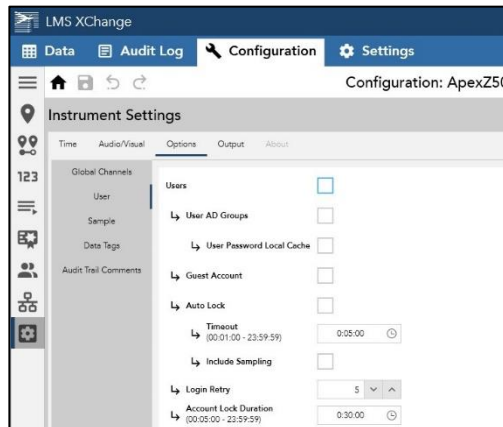 LMS XChange
Data Audit Log Configuration Settings
Configuration: ApexZ50
Instrument Settings
Time Audio/Visual Options Output About
Global Channels
User
Sample
Data Tags
Audit Trail Comments
Users
User AD Groups
User Password Local Cache
Guest Account
Auto Lock
Timeout
(00:01:00 - 23:59:59)
0:05:00
Include Sampling
Login Retry
5
Account Lock Duration
(00:05:00 - 23:59:59)
0:30:00
123